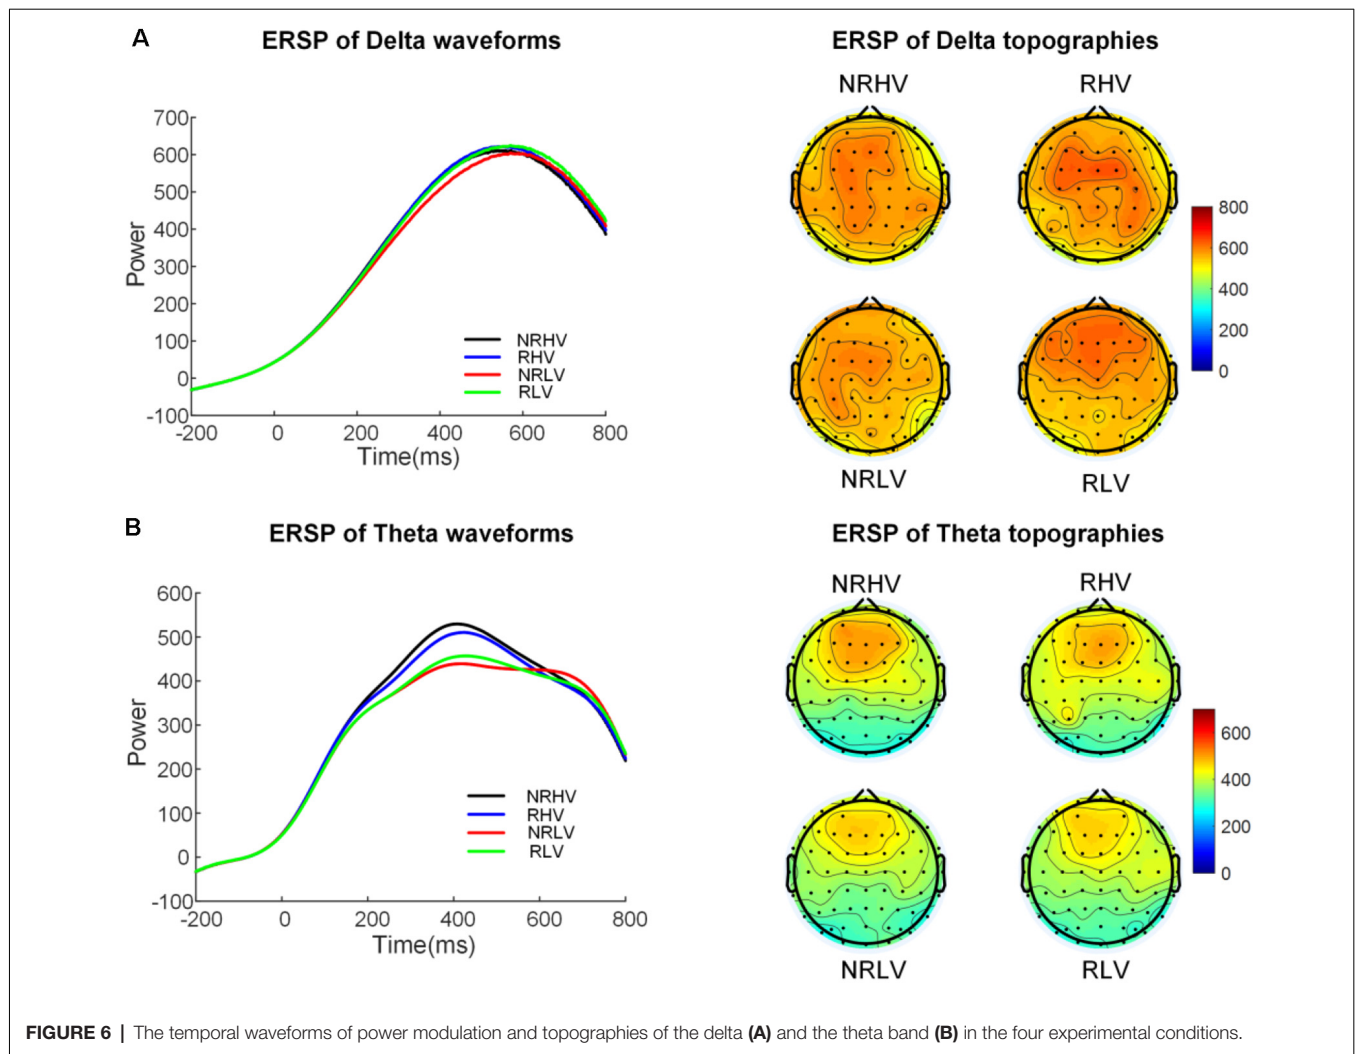 A
ERSP of Delta waveforms
ERSP of Delta topographies
NRHV
RHV
700
600
500
400
300
200
100
0
-100
Power
-200
0
200
400
600
800
Time(ms)
NRHV
RHV
NRLV
RLV
800
600
400
200
0
NRLV
RLV
B
ERSP of Theta waveforms
ERSP of Theta topographies
NRHV
RHV
600
500
400
300
200
100
0
-100
Power
-200
0
200
400
600
800
Time(ms)
NRHV
RHV
NRLV
RLV
600
400
200
0
NRLV
RLV
FIGURE 6 | The temporal waveforms of power modulation and topographies of the delta (A) and the theta band (B) in the four experimental conditions.